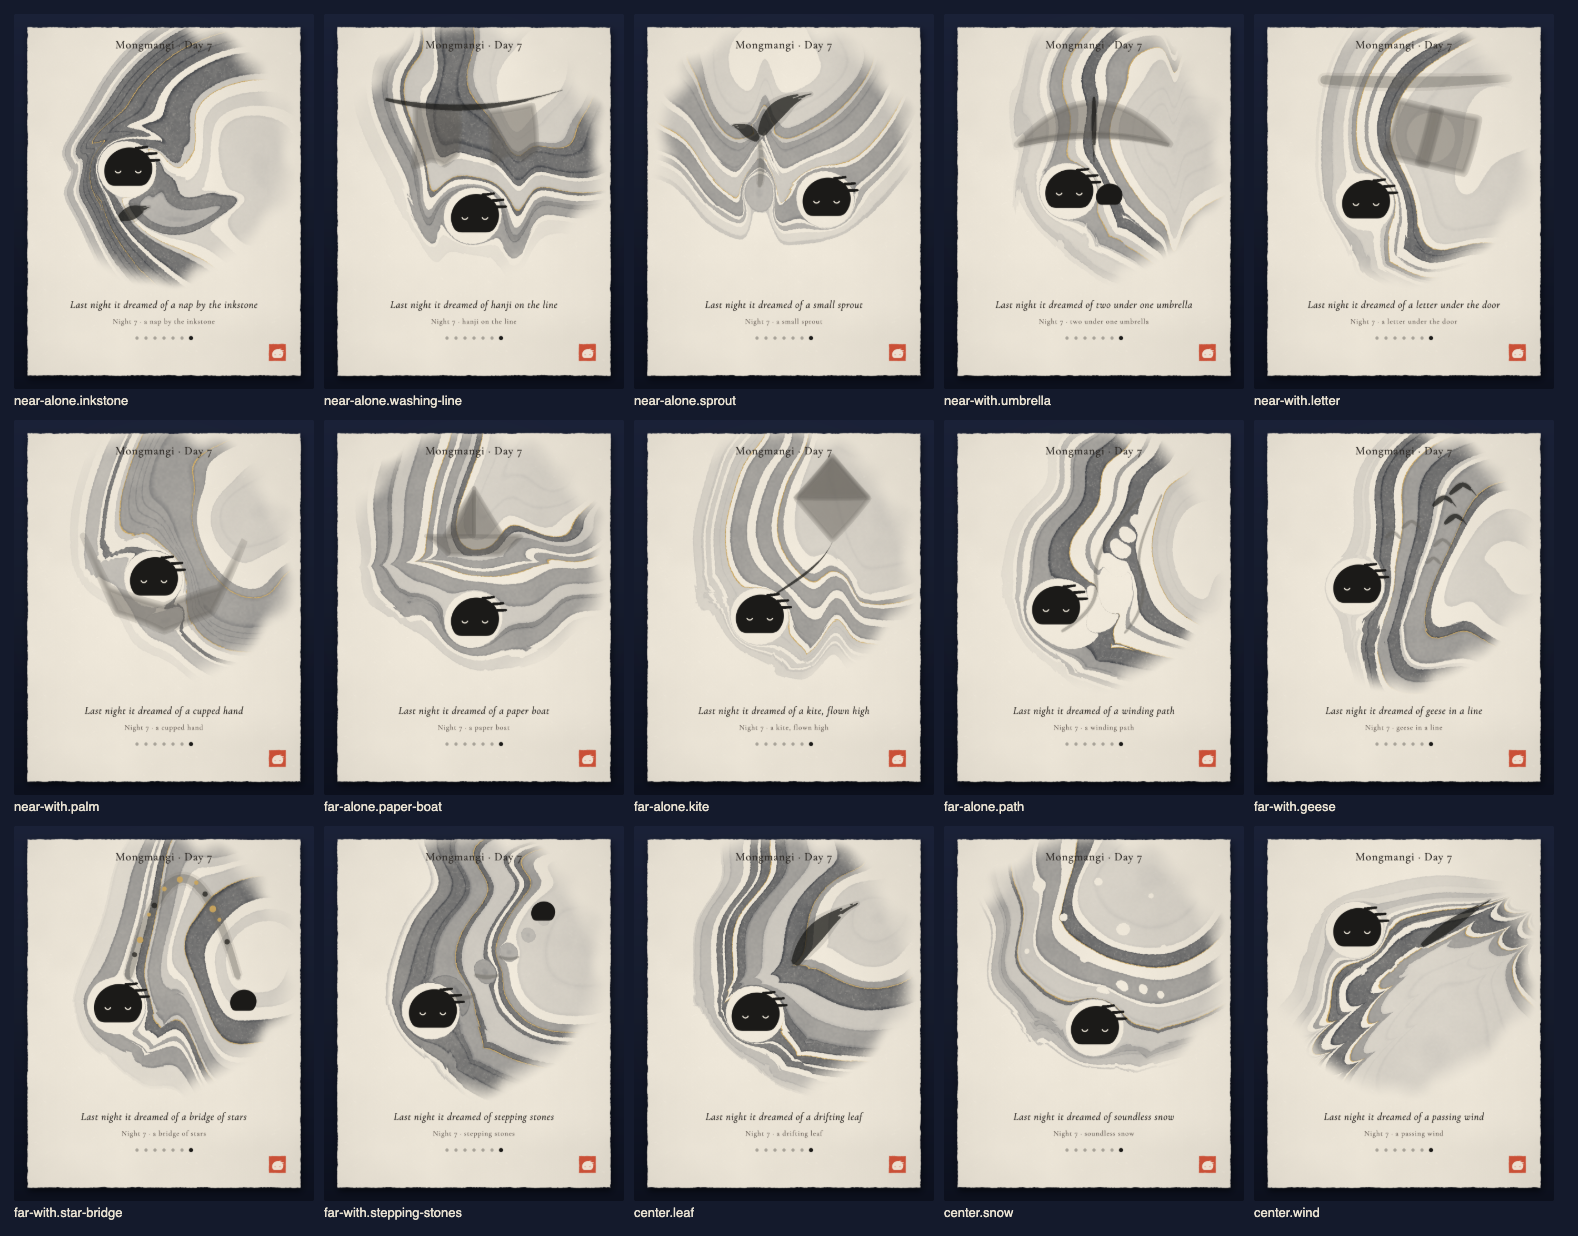 Mongmangi · Day 7
Last night it dreamed of a nap by the inkstone
Night 7 · a nap by the inkstone
near-alone.inkstone
Mongmangi · Day 7
Last night it dreamed of hanji on the line
Night 7 · hanji on the line
near-alone.washing-line
Mongmangi · Day 7
Last night it dreamed of a small sprout
Night 7 · a small sprout
near-alone.sprout
Mongmangi · Day 7
Last night it dreamed of two under one umbrella
Night 7 · two under one umbrella
near-with.umbrella
Mongmangi · Day 7
Last night it dreamed of a letter under the door
Night 7 · a letter under the door
near-with.letter
Mongmangi · Day 7
Last night it dreamed of a cupped hand
Night 7 · a cupped hand
near-with.palm
Mongmangi · Day 7
Last night it dreamed of a paper boat
Night 7 · a paper boat
far-alone.paper-boat
Mongmangi · Day 7
Last night it dreamed of a kite, flown high
Night 7 · a kite, flown high
far-alone.kite
Mongmangi · Day 7
Last night it dreamed of a winding path
Night 7 · a winding path
far-alone.path
Mongmangi · Day 7
Last night it dreamed of geese in a line
Night 7 · geese in a line
far-with.geese
Mongmangi · Day 7
Last night it dreamed of a bridge of stars
Night 7 · a bridge of stars
far-with.star-bridge
Mongmangi · Day 7
Last night it dreamed of stepping stones
Night 7 · stepping stones
far-with.stepping-stones
Mongmangi · Day 7
Last night it dreamed of a drifting leaf
Night 7 · a drifting leaf
center.leaf
Mongmangi · Day 7
Last night it dreamed of soundless snow
Night 7 · soundless snow
center.snow
Mongmangi · Day 7
Last night it dreamed of a passing wind
Night 7 · a passing wind
center.wind